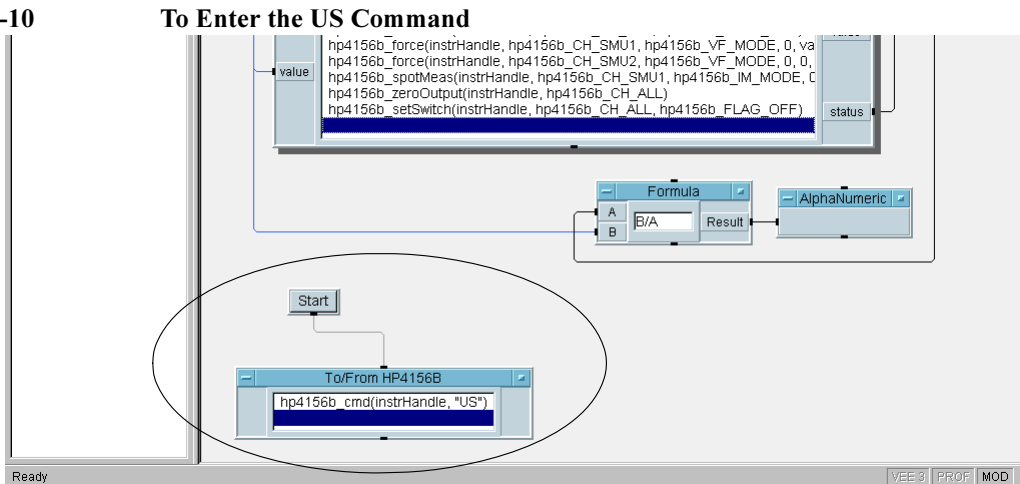 -10 To Enter the US Command
hp4156b_force(instrHandle, hp4156b_CH_SMU1, hp4156b_VF_MODE, 0, va
hp4156b_force(instrHandle, hp4156b_CH_SMU2, hp4156b_VF_MODE, 0, 0,
value
hp4156b_spotMeas(instrHandle, hp4156b_CH_SMU1, hp4156b_IM_MODE, 0
hp4156b_zeroOutput(instrHandle, hp4156b_CH_ALL)
hp4156b_setSwitch(instrHandle, hp4156b_CH_ALL, hp4156b_FLAG_OFF)
status
Formula
AlphaNumeric
A
B/A
Result
B
Start
To/From HP4156B
hp4156b_cmd(instrHandle, "US")
Ready
VEE 3 PROF MOD